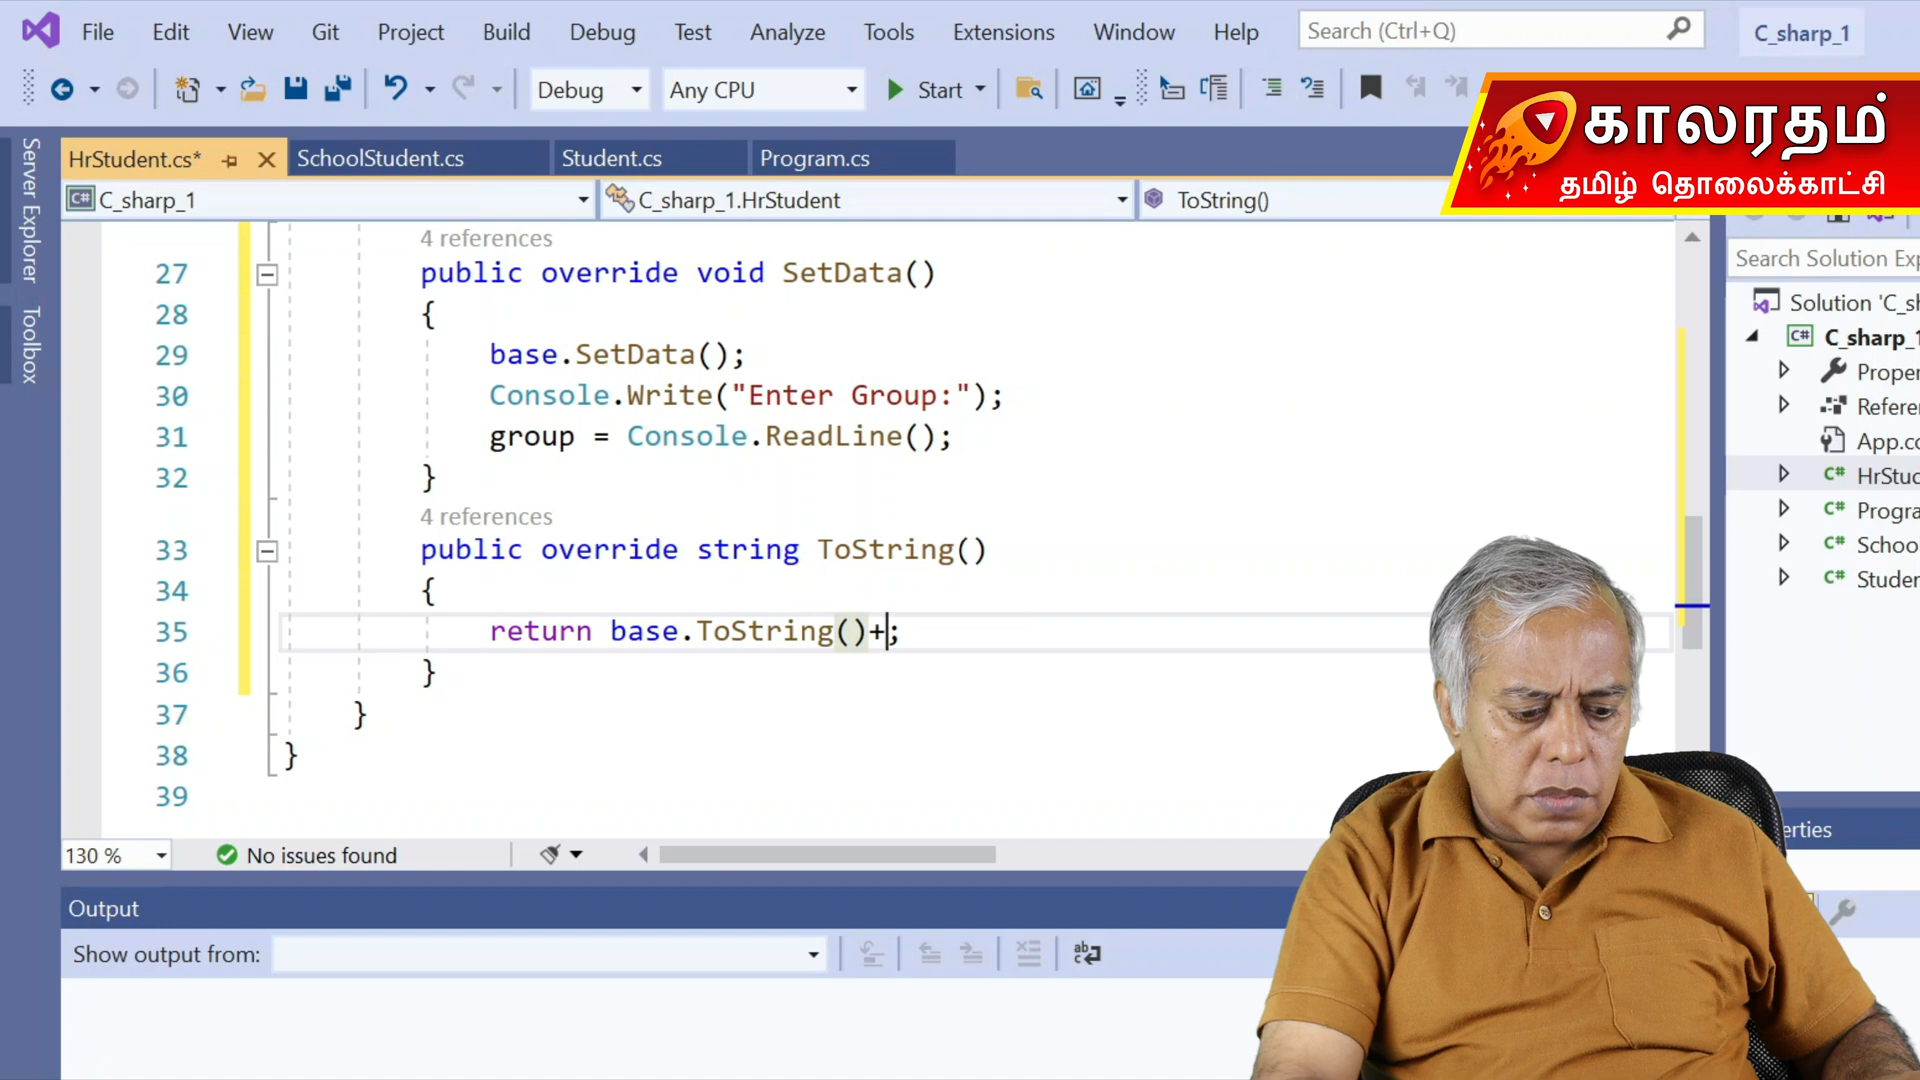 File Edit View Git Project Build Debug Test Analyze Tools Extensions Window Help Search (Ctrl+Q) C_sharp_1
Debug Any CPU Start
காலரதம்
தமிழ் தொலைக்காட்சி
HrStudent.cs* SchoolStudent.cs Student.cs Program.cs
C_sharp_1 C_sharp_1.HrStudent ToString()
Server Explorer
Toolbox
4 references
27 public override void SetData()
28 {
29 base.SetData();
30 Console.Write("Enter Group:");
31 group = Console.ReadLine();
32 }
4 references
33 public override string ToString()
34 {
35 return base.ToString()+;
36 }
37 }
38 }
39
130 % No issues found
Output
Show output from:
Search Solution Exp
Solution 'C_sh
C_sharp_1
Proper
Referen
App.co
HrStud
Progra
School
Studen
erties